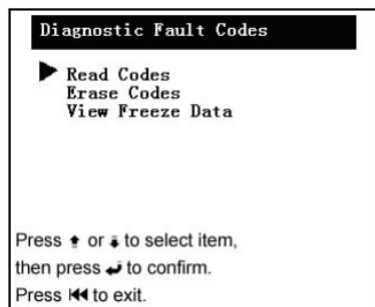 Diagnostic Fault Codes
Read Codes
Erase Codes
View Freeze Data
Press ⬆ or ⬇ to select item,
then press ↵ to confirm.
Press ⏮ to exit.